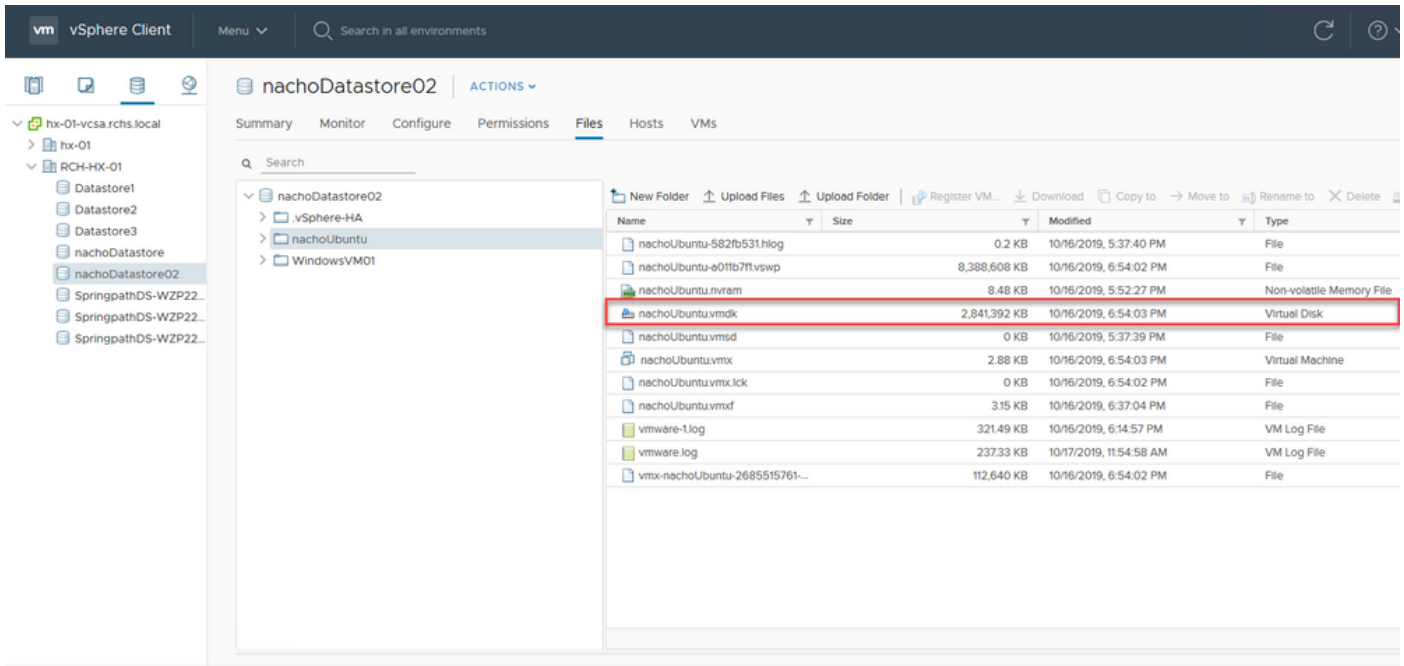 vm vSphere Client Menu Search in all environments
hx-01-vcsa.rchs.local
hx-01
RCH-HX-01
Datastore1
Datastore2
Datastore3
nachoDatastore
nachoDatastore02
SpringpathDS-WZP22...
SpringpathDS-WZP22...
SpringpathDS-WZP22...
nachoDatastore02 ACTIONS
Summary Monitor Configure Permissions Files Hosts VMs
Search
nachoDatastore02
.vSphere-HA
nachoUbuntu
WindowsVM01
New Folder Upload Files Upload Folder Register VM... Download Copy to Move to Rename to Delete
Name Size Modified Type
nachoUbuntu-582fb531.hlog 0.2 KB 10/16/2019, 5:37:40 PM File
nachoUbuntu-a011b7f1.vswp 8,388,608 KB 10/16/2019, 6:54:02 PM File
nachoUbuntu.nvram 8.48 KB 10/16/2019, 5:52:27 PM Non-volatile Memory File
nachoUbuntu.vmdk 2,841,392 KB 10/16/2019, 6:54:03 PM Virtual Disk
nachoUbuntu.vmsd 0 KB 10/16/2019, 5:37:39 PM File
nachoUbuntu.vmx 2.88 KB 10/16/2019, 6:54:03 PM Virtual Machine
nachoUbuntu.vmx.lck 0 KB 10/16/2019, 6:54:02 PM File
nachoUbuntu.vmxf 3.15 KB 10/16/2019, 6:37:04 PM File
vmware-1.log 321.49 KB 10/16/2019, 6:14:57 PM VM Log File
vmware.log 237.33 KB 10/17/2019, 11:54:58 AM VM Log File
vmx-nachoUbuntu-2685515761-... 112,640 KB 10/16/2019, 6:54:02 PM File